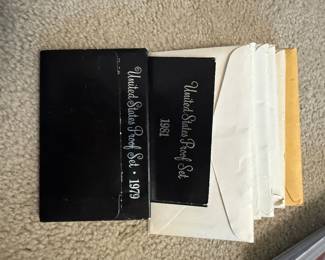 United States Proof Set • 1979
United States Proof Set
1981